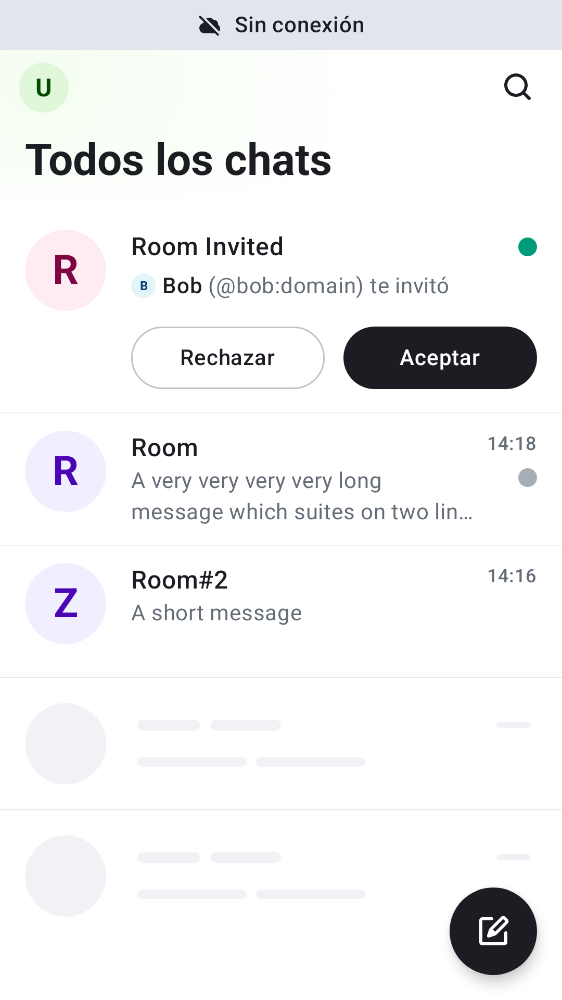 Sin conexión
U
Todos los chats
R
Room Invited
B Bob (@bob:domain) te invitó
Rechazar
Aceptar
R
Room
14:18
A very very very very long
message which suites on two lin…
Z
Room#2
14:16
A short message